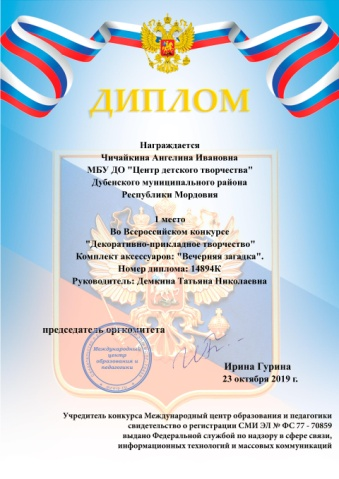 ДИПЛОМ
Награждается
Чичайкина Ангелина Ивановна
МБУ ДО "Центр детского творчества"
Дубенского муниципального района
Республики Мордовия
1 место
Во Всероссийском конкурсе
"Декоративно-прикладное творчество"
Комплект аксессуаров: "Вечерняя загадка".
Номер диплома: 14894К
Руководитель: Демкина Татьяна Николаевна
председатель оргкомитета
Международный
центр
образования и
педагогики
Ирина Гурина
23 октября 2019 г.
Учредитель конкурса Международный центр образования и педагогики
свидетельство о регистрации СМИ ЭЛ № ФС 77 - 70859
выдано Федеральной службой по надзору в сфере связи,
информационных технологий и массовых коммуникаций